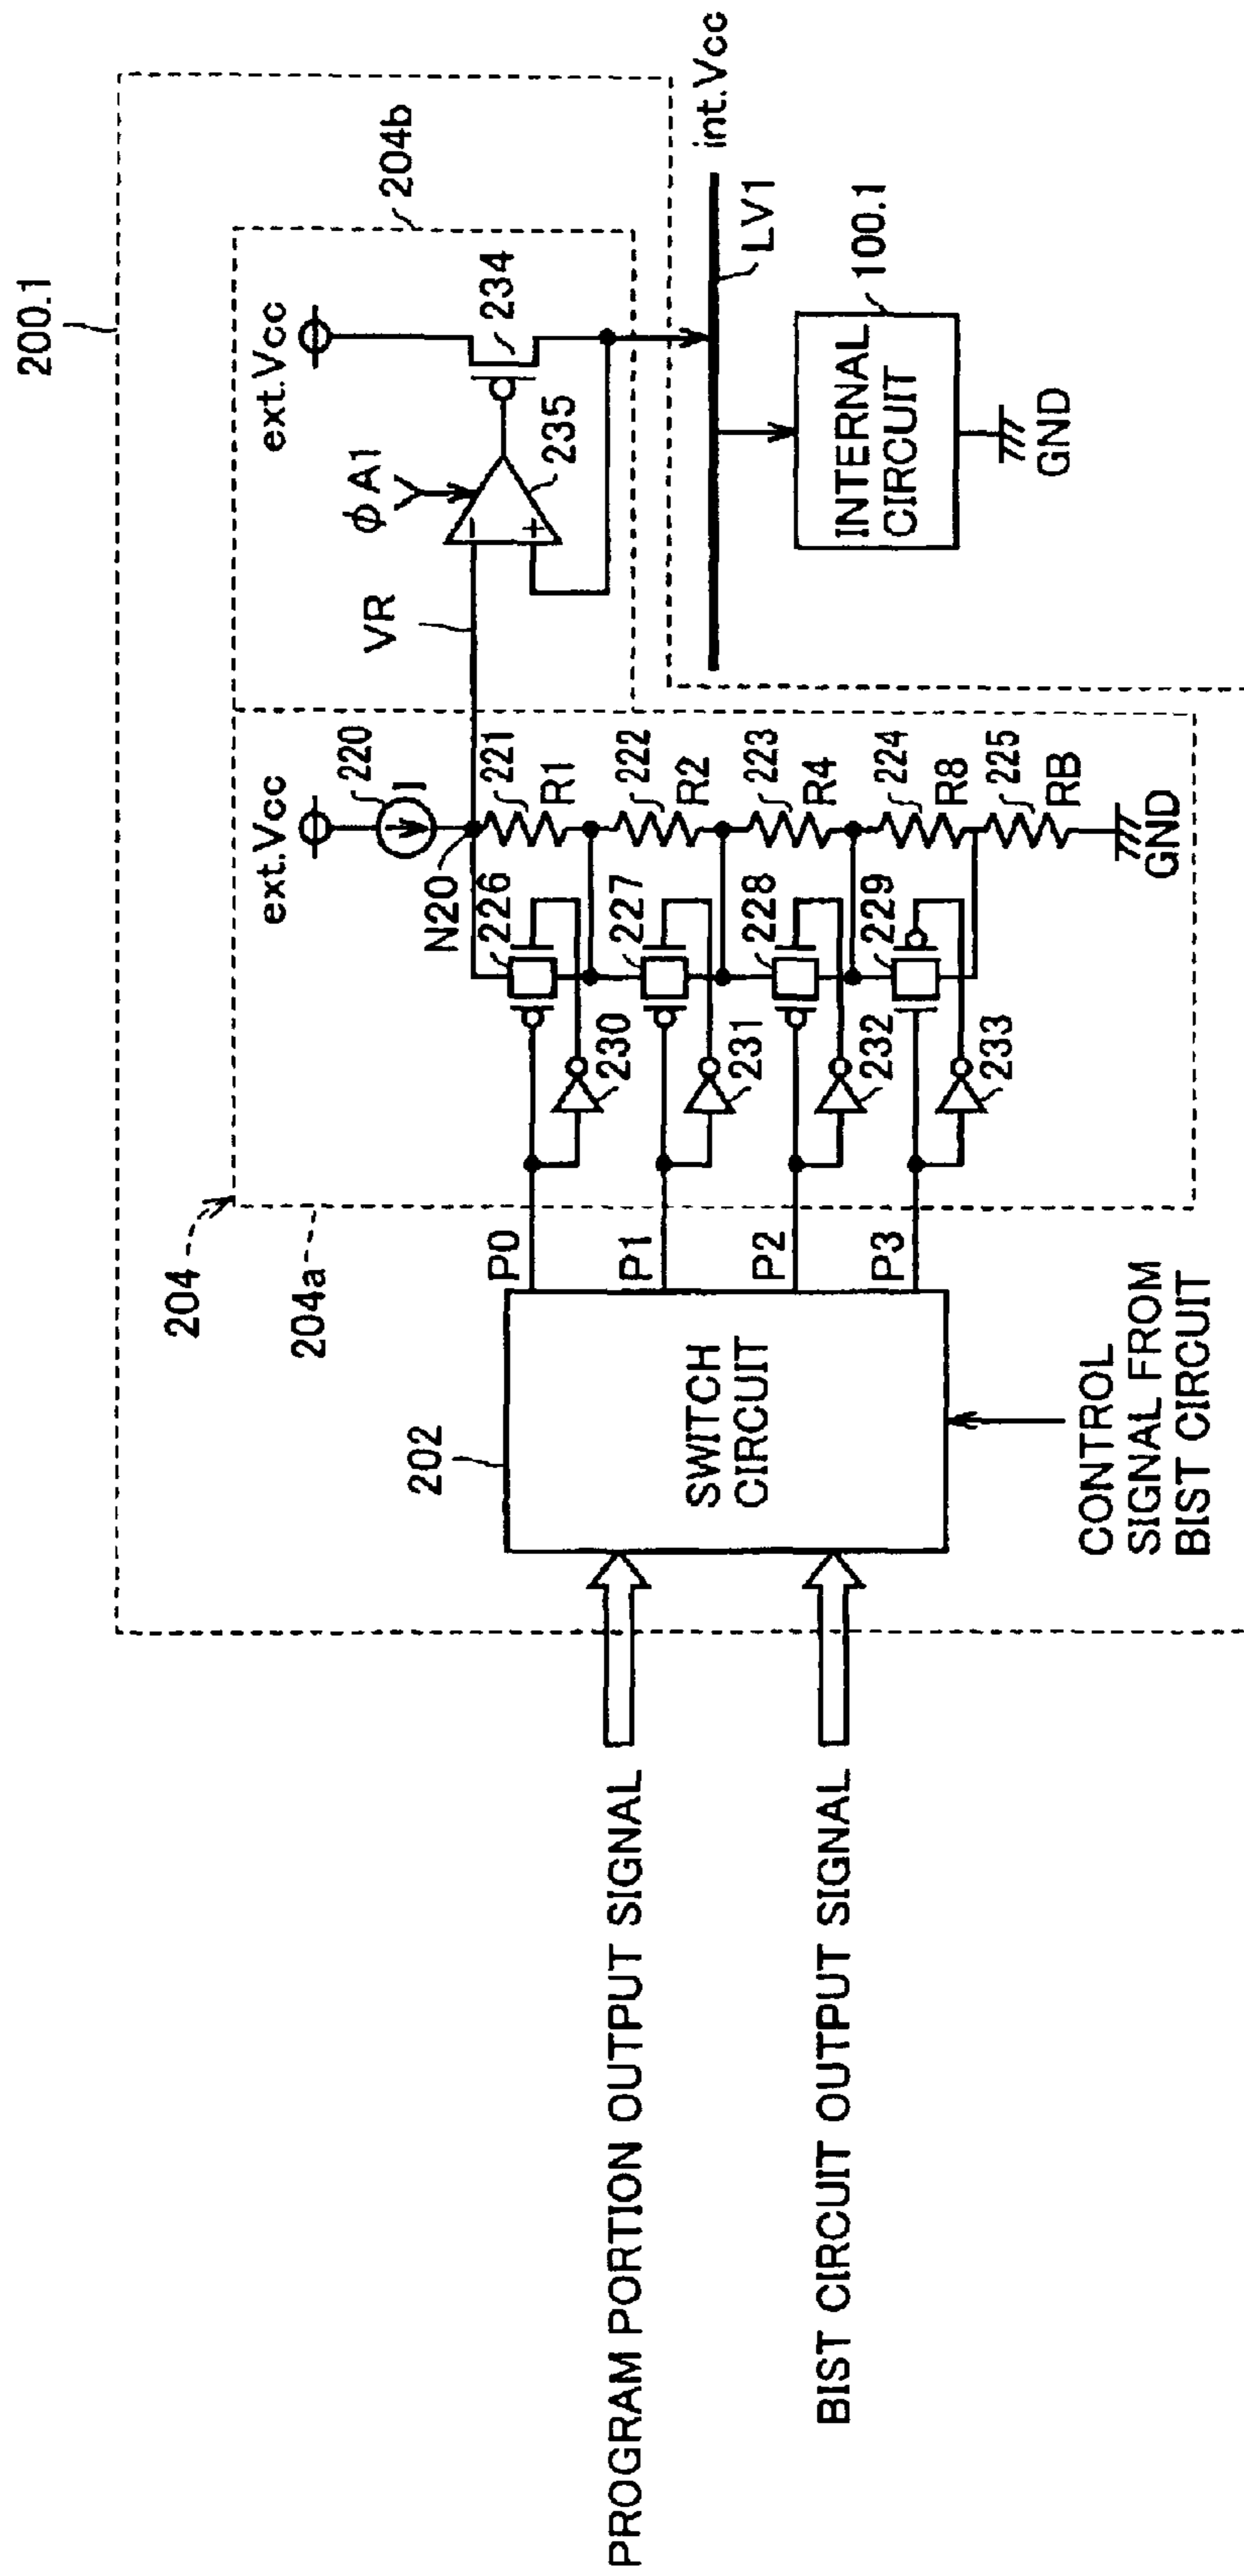 200.1
204
204a
204b
ext.Vcc
220
I
N20
221
R1
222
R2
223
R4
224
R8
225
RB
GND
226
227
228
229
230
231
232
233
P0
P1
P2
P3
202
SWITCH
CIRCUIT
CONTROL
SIGNAL FROM
BIST CIRCUIT
PROGRAM PORTION OUTPUT SIGNAL
BIST CIRCUIT OUTPUT SIGNAL
VR
ϕA1
ext.Vcc
-
+
234
235
int.Vcc
LV1
100.1
INTERNAL
CIRCUIT
GND